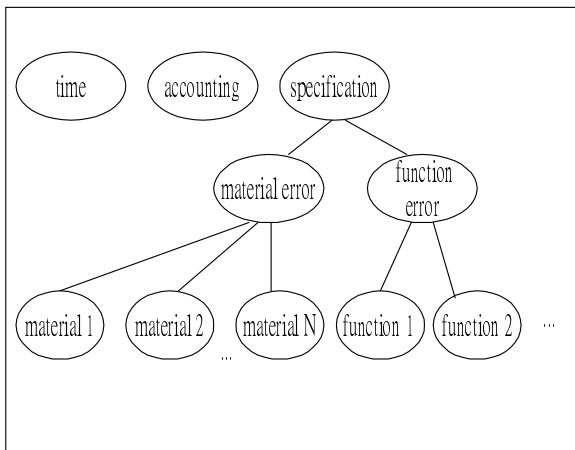 time
accounting
specification
material error
function
error
material 1
material 2
...
material N
function 1
function 2
...